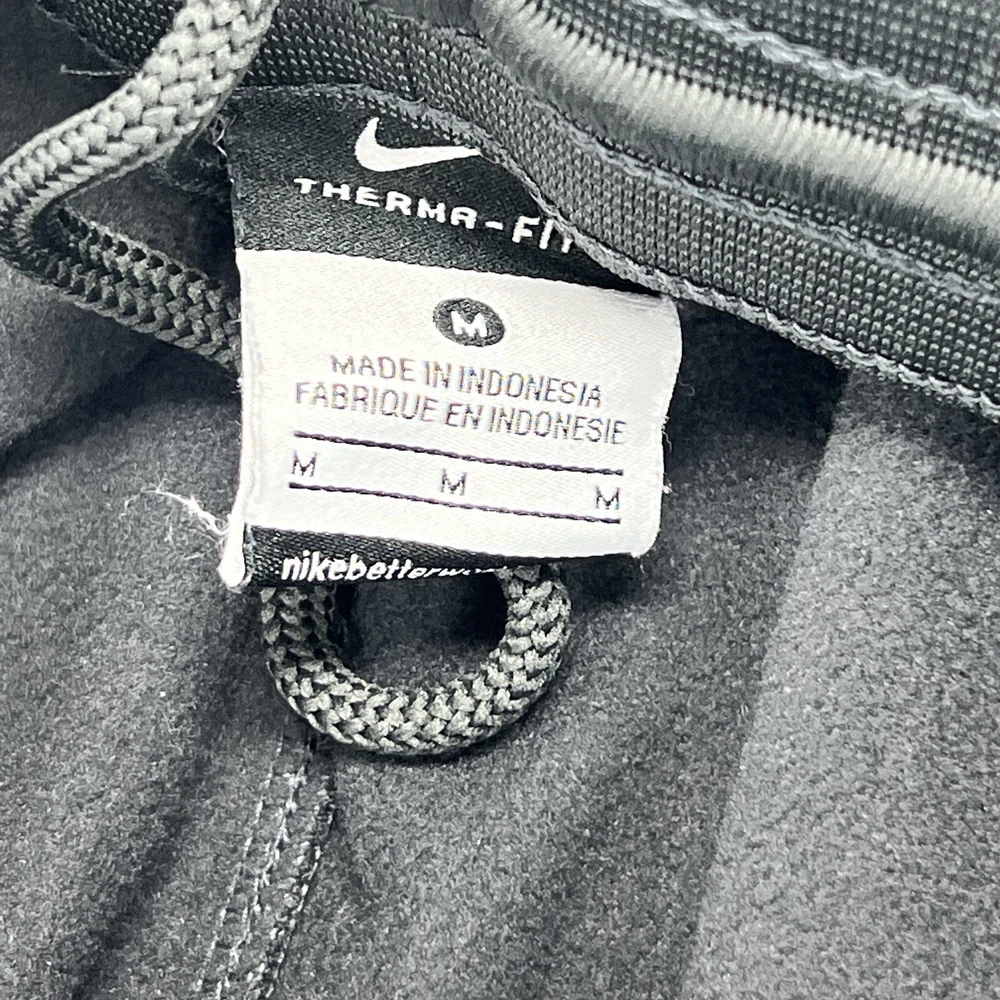 THERMA-FIT
M
MADE IN INDONESIA
FABRIQUE EN INDONESIE
M M M